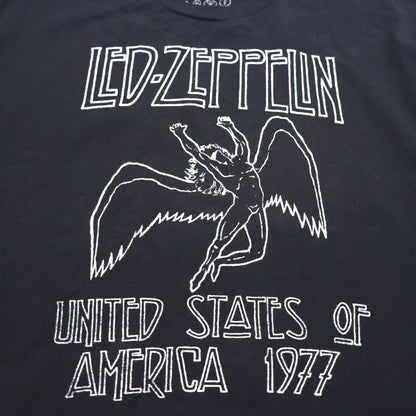 LED-ZEPPELIN
UNITED STATES OF
AMERICA 1977